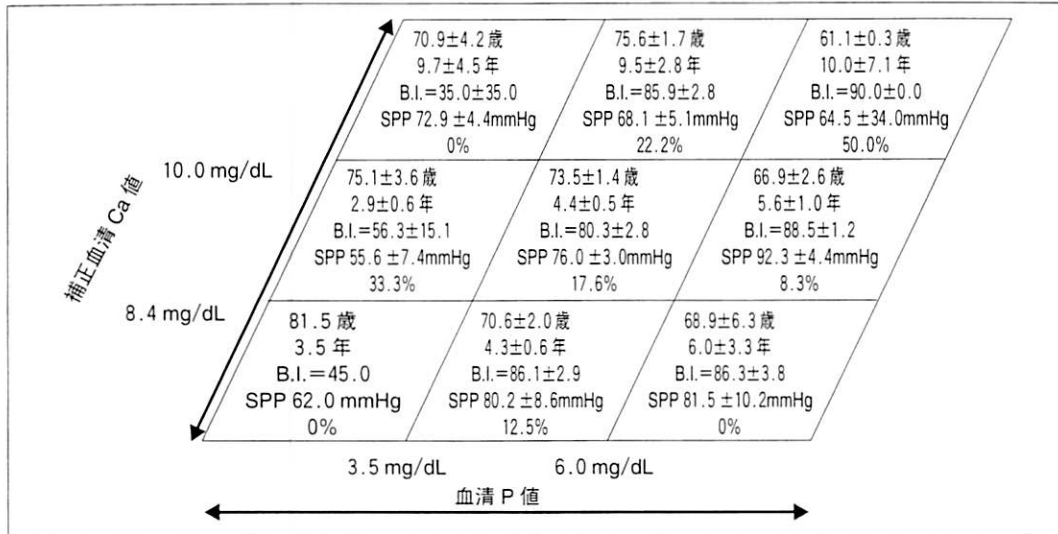 70.9±4.2 歳
9.7±4.5 年
B.I.=35.0±35.0
SPP 72.9 ±4.4mmHg
0%
75.6±1.7 歳
9.5±2.8 年
B.I.=85.9±2.8
SPP 68.1 ±5.1mmHg
22.2%
61.1±0.3 歳
10.0±7.1 年
B.I.=90.0±0.0
SPP 64.5 ±34.0mmHg
50.0%
10.0 mg/dL
補正血清 Ca 値
75.1±3.6 歳
2.9±0.6 年
B.I.=56.3±15.1
SPP 55.6 ±7.4mmHg
33.3%
73.5±1.4 歳
4.4±0.5 年
B.I.=80.3±2.8
SPP 76.0 ±3.0mmHg
17.6%
66.9±2.6 歳
5.6±1.0 年
B.I.=88.5±1.2
SPP 92.3 ±4.4mmHg
8.3%
8.4 mg/dL
81.5 歳
3.5 年
B.I.=45.0
SPP 62.0 mmHg
0%
70.6±2.0 歳
4.3±0.6 年
B.I.=86.1±2.9
SPP 80.2 ±8.6mmHg
12.5%
68.9±6.3 歳
6.0±3.3 年
B.I.=86.3±3.8
SPP 81.5 ±10.2mmHg
0%
3.5 mg/dL
6.0 mg/dL
血清 P 値